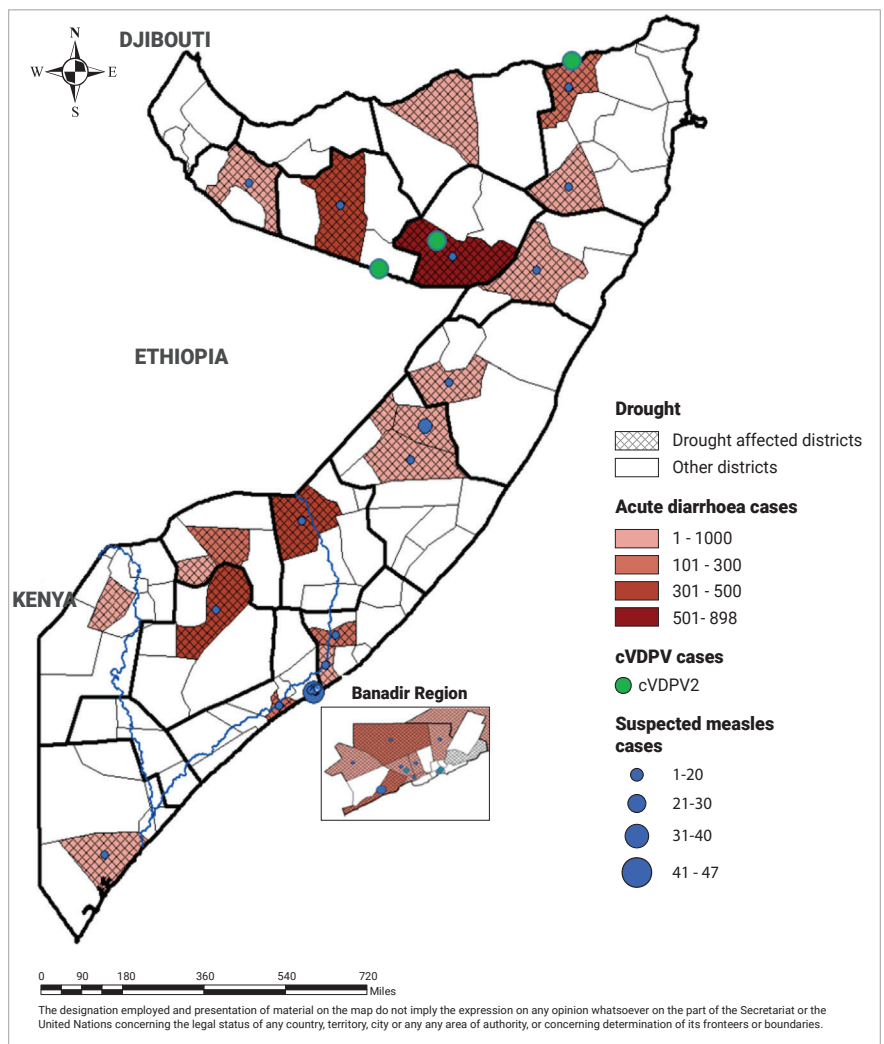 DJIBOUTI
N
W
E
S
ETHIOPIA
KENYA
Banadir Region
Drought
Drought affected districts
Other districts
Acute diarrhoea cases
1 - 1000
101 - 300
301 - 500
501- 898
cVDPV cases
cVDPV2
Suspected measles
cases
1-20
21-30
31-40
41 - 47
0 90 180 360 540 720
Miles
The designation employed and presentation of material on the map do not imply the expression on any opinion whatsoever on the part of the Secretariat or the
United Nations concerning the legal status of any country, territory, city or any any area of authority, or concerning determination of its fronteers or boundaries.